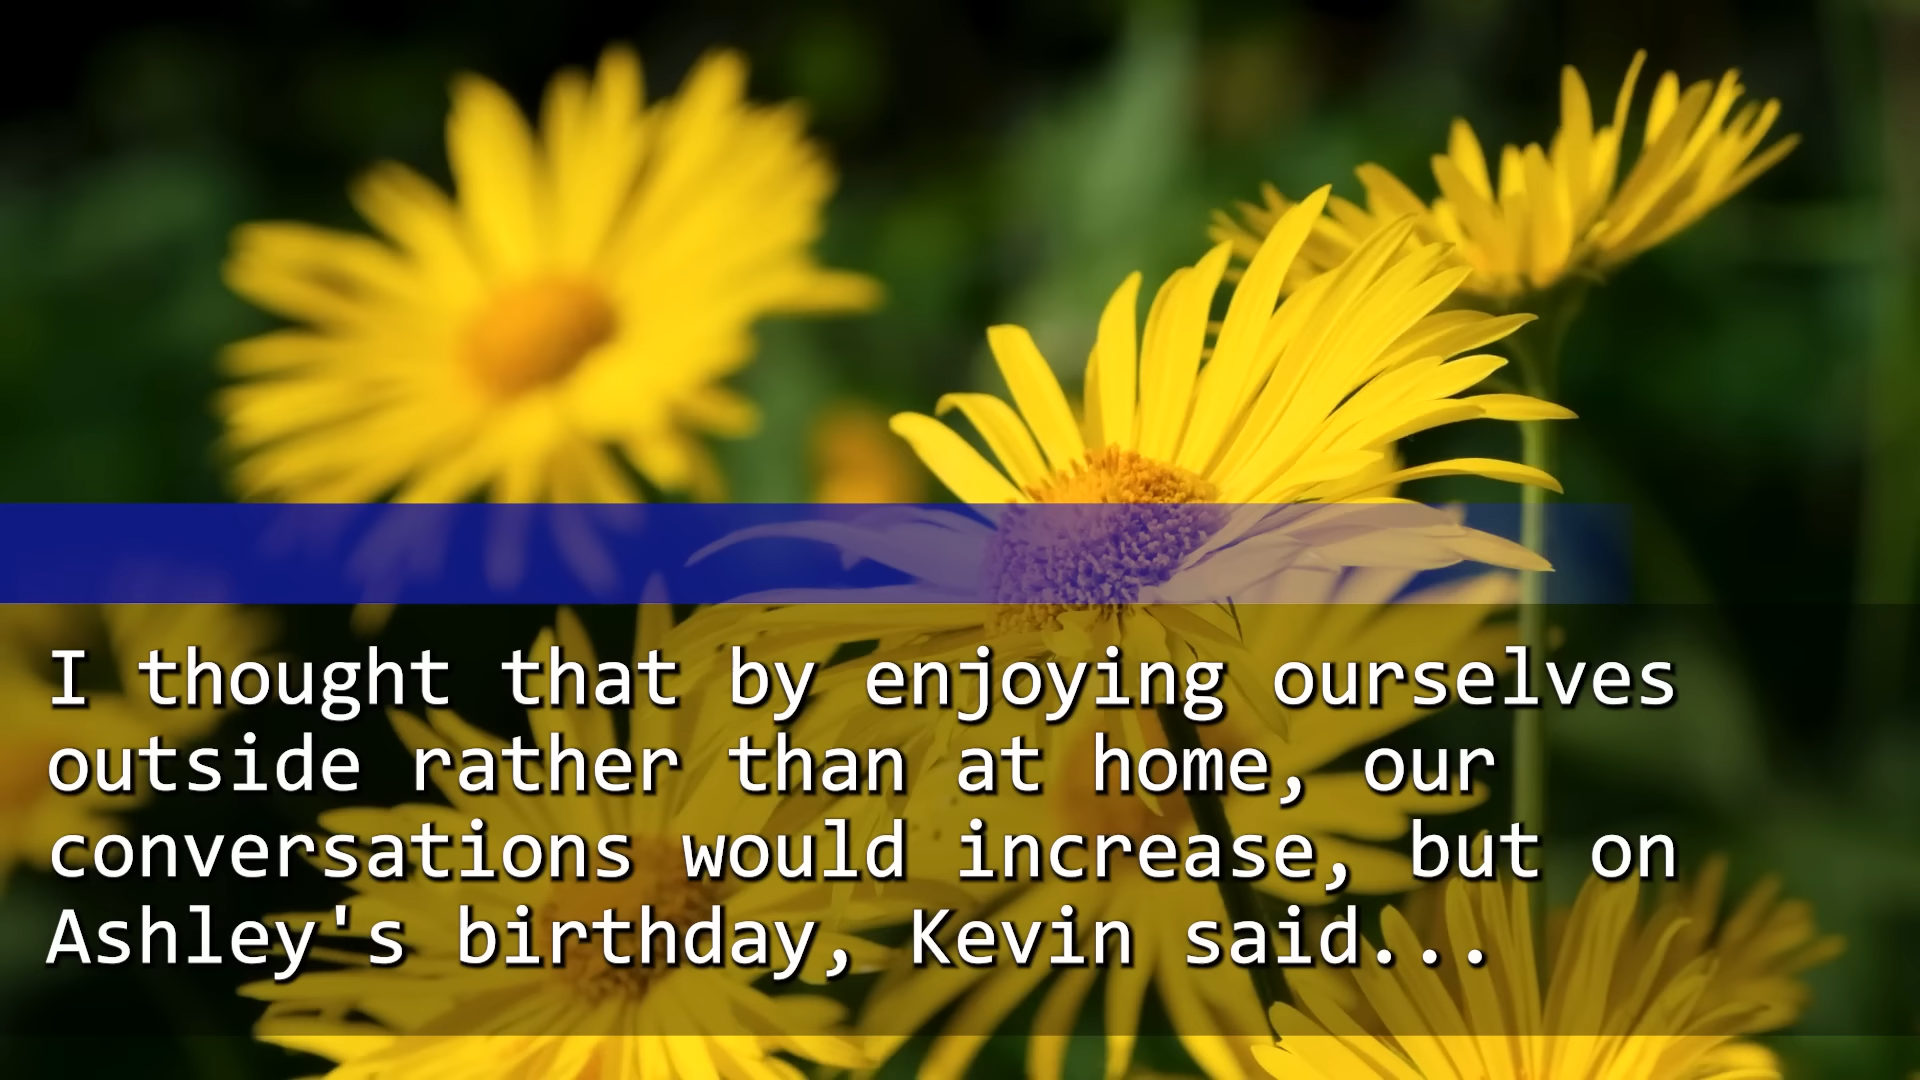 I thought that by enjoying ourselves
outside rather than at home, our
conversations would increase, but on
Ashley's birthday, Kevin said...